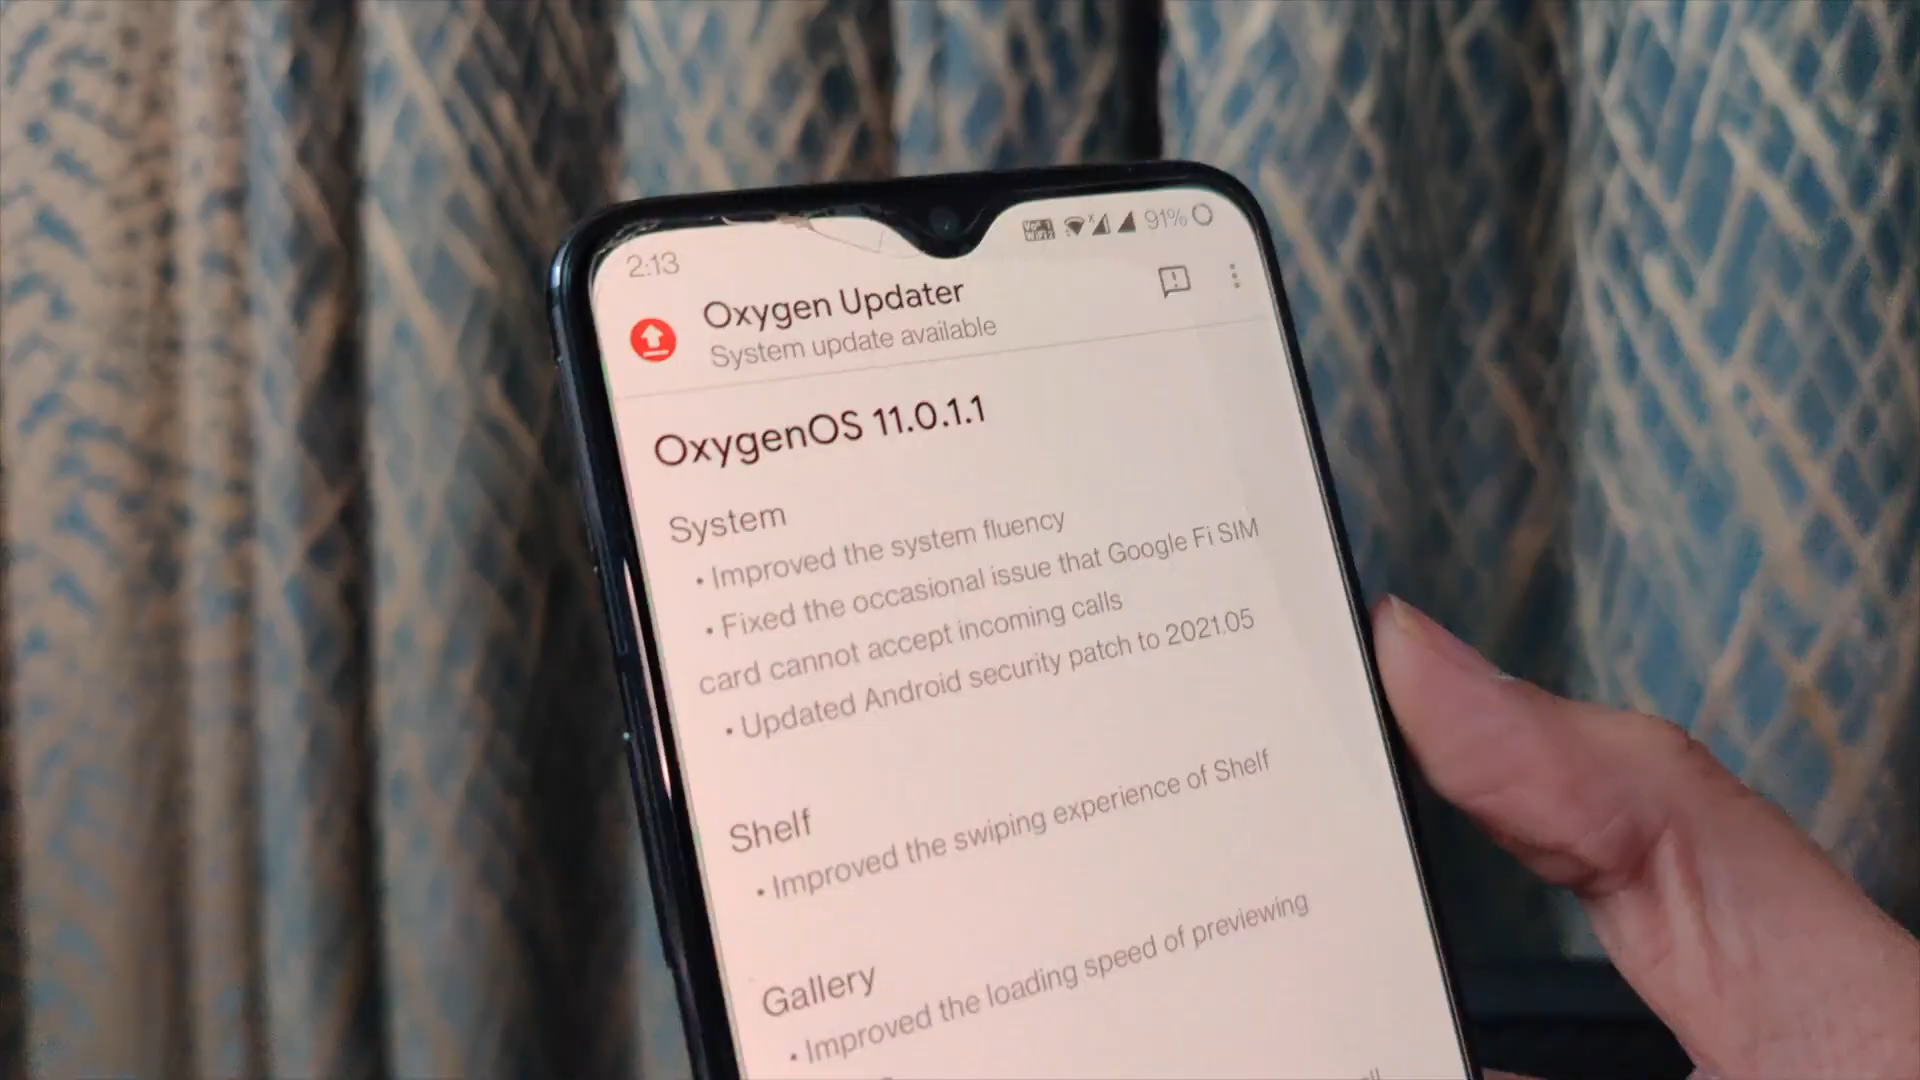 2:13
91%
Oxygen Updater
System update available
OxygenOS 11.0.1.1
System
• Improved the system fluency
• Fixed the occasional issue that Google Fi SIM
card cannot accept incoming calls
• Updated Android security patch to 2021.05
Shelf
• Improved the swiping experience of Shelf
Gallery
• Improved the loading speed of previewing